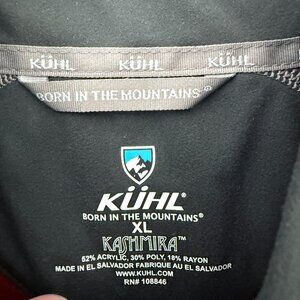 KÜHL KÜHL KÜHL
BORN IN THE MOUNTAINS
KÜHL
BORN IN THE MOUNTAINS®
XL
KASHMIRA™
52% ACRYLIC, 30% POLY, 18% RAYON
MADE IN EL SALVADOR FABRIQUE AU EL SALVADOR
WWW.KUHL.COM
RN# 108846